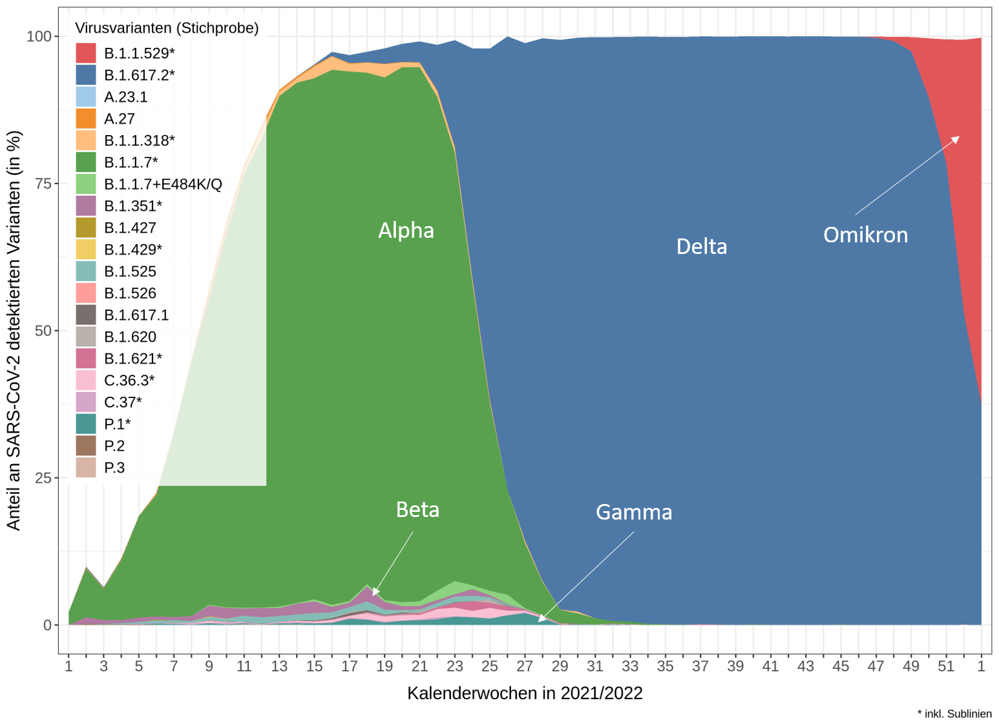 Virusvarianten (Stichprobe)
B.1.1.529*
B.1.617.2*
A.23.1
A.27
B.1.1.318*
B.1.1.7*
B.1.1.7+E484K/Q
B.1.351*
B.1.427
B.1.429*
B.1.525
B.1.526
B.1.617.1
B.1.620
B.1.621*
C.36.3*
C.37*
P.1*
P.2
P.3
Anteil an SARS-CoV-2 detektierten Varianten (in %)
100
75
50
25
0
Alpha
Delta
Omikron
Beta
Gamma
1 3 5 7 9 11 13 15 17 19 21 23 25 27 29 31 33 35 37 39 41 43 45 47 49 51 1
Kalenderwochen in 2021/2022
* inkl. Sublinien